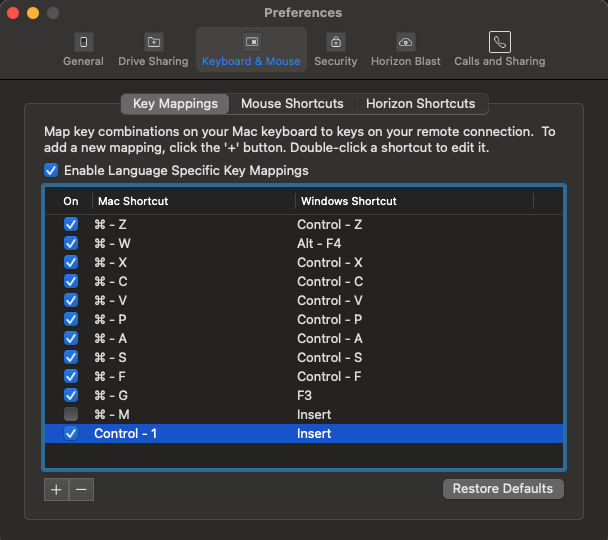 Preferences
General Drive Sharing Keyboard & Mouse Security Horizon Blast Calls and Sharing
Key Mappings Mouse Shortcuts Horizon Shortcuts
Map key combinations on your Mac keyboard to keys on your remote connection. To
add a new mapping, click the '+' button. Double-click a shortcut to edit it.
Enable Language Specific Key Mappings
On Mac Shortcut Windows Shortcut
⌘ - Z Control - Z
⌘ - W Alt - F4
⌘ - X Control - X
⌘ - C Control - C
⌘ - V Control - V
⌘ - P Control - P
⌘ - A Control - A
⌘ - S Control - S
⌘ - F Control - F
⌘ - G F3
⌘ - M Insert
Control - 1 Insert
+ − Restore Defaults